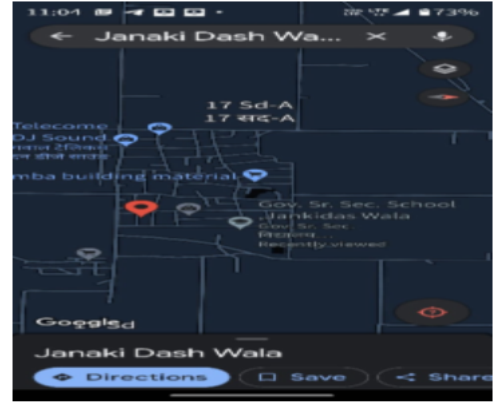 11:04
73%
Janaki Dash Wa...
17 Sd-A
17 सद-A
Telecome
DJ Sound
mba building material
Gov. Sr. Sec. School
,Jankidas Wala
Gov. Sr. Sec.
Recently viewed
Google
Janaki Dash Wala
Directions
Save
Share